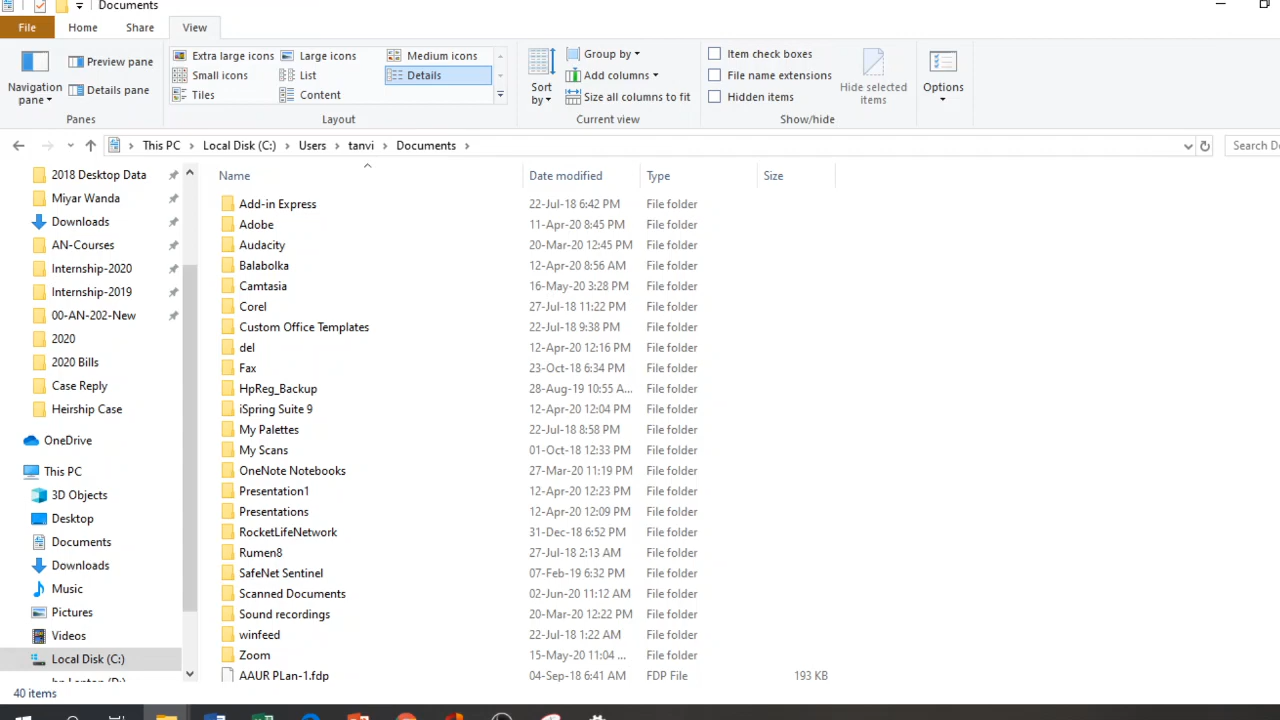 Documents
File Home Share View
Extra large icons Large icons Medium icons
Small icons List Details
Tiles Content
Preview pane
Details pane
Navigation
pane
Panes
Layout
Sort
by
Group by
Add columns
Size all columns to fit
Current view
Item check boxes
File name extensions
Hidden items
Hide selected
items
Show/hide
Options
This PC Local Disk (C:) Users tanvi Documents
Search
2018 Desktop Data
Miyar Wanda
Downloads
AN-Courses
Internship-2020
Internship-2019
00-AN-202-New
2020
2020 Bills
Case Reply
Heirship Case
OneDrive
This PC
3D Objects
Desktop
Documents
Downloads
Music
Pictures
Videos
Local Disk (C:)
Name Date modified Type Size
Add-in Express 22-Jul-18 6:42 PM File folder
Adobe 11-Apr-20 8:45 PM File folder
Audacity 20-Mar-20 12:45 PM File folder
Balabolka 12-Apr-20 8:56 AM File folder
Camtasia 16-May-20 3:28 PM File folder
Corel 27-Jul-18 11:22 PM File folder
Custom Office Templates 22-Jul-18 9:38 PM File folder
del 12-Apr-20 12:16 PM File folder
Fax 23-Oct-18 6:34 PM File folder
HpReg_Backup 28-Aug-19 10:55 A... File folder
iSpring Suite 9 12-Apr-20 12:04 PM File folder
My Palettes 22-Jul-18 8:58 PM File folder
My Scans 01-Oct-18 12:33 PM File folder
OneNote Notebooks 27-Mar-20 11:19 PM File folder
Presentation1 12-Apr-20 12:23 PM File folder
Presentations 12-Apr-20 12:09 PM File folder
RocketLifeNetwork 31-Dec-18 6:52 PM File folder
Rumen8 27-Jul-18 2:13 AM File folder
SafeNet Sentinel 07-Feb-19 6:32 PM File folder
Scanned Documents 02-Jun-20 11:12 AM File folder
Sound recordings 20-Mar-20 12:22 PM File folder
winfeed 22-Jul-18 1:22 AM File folder
Zoom 15-May-20 11:04 ... File folder
AAUR PLan-1.fdp 04-Sep-18 6:41 AM FDP File 193 KB
40 items